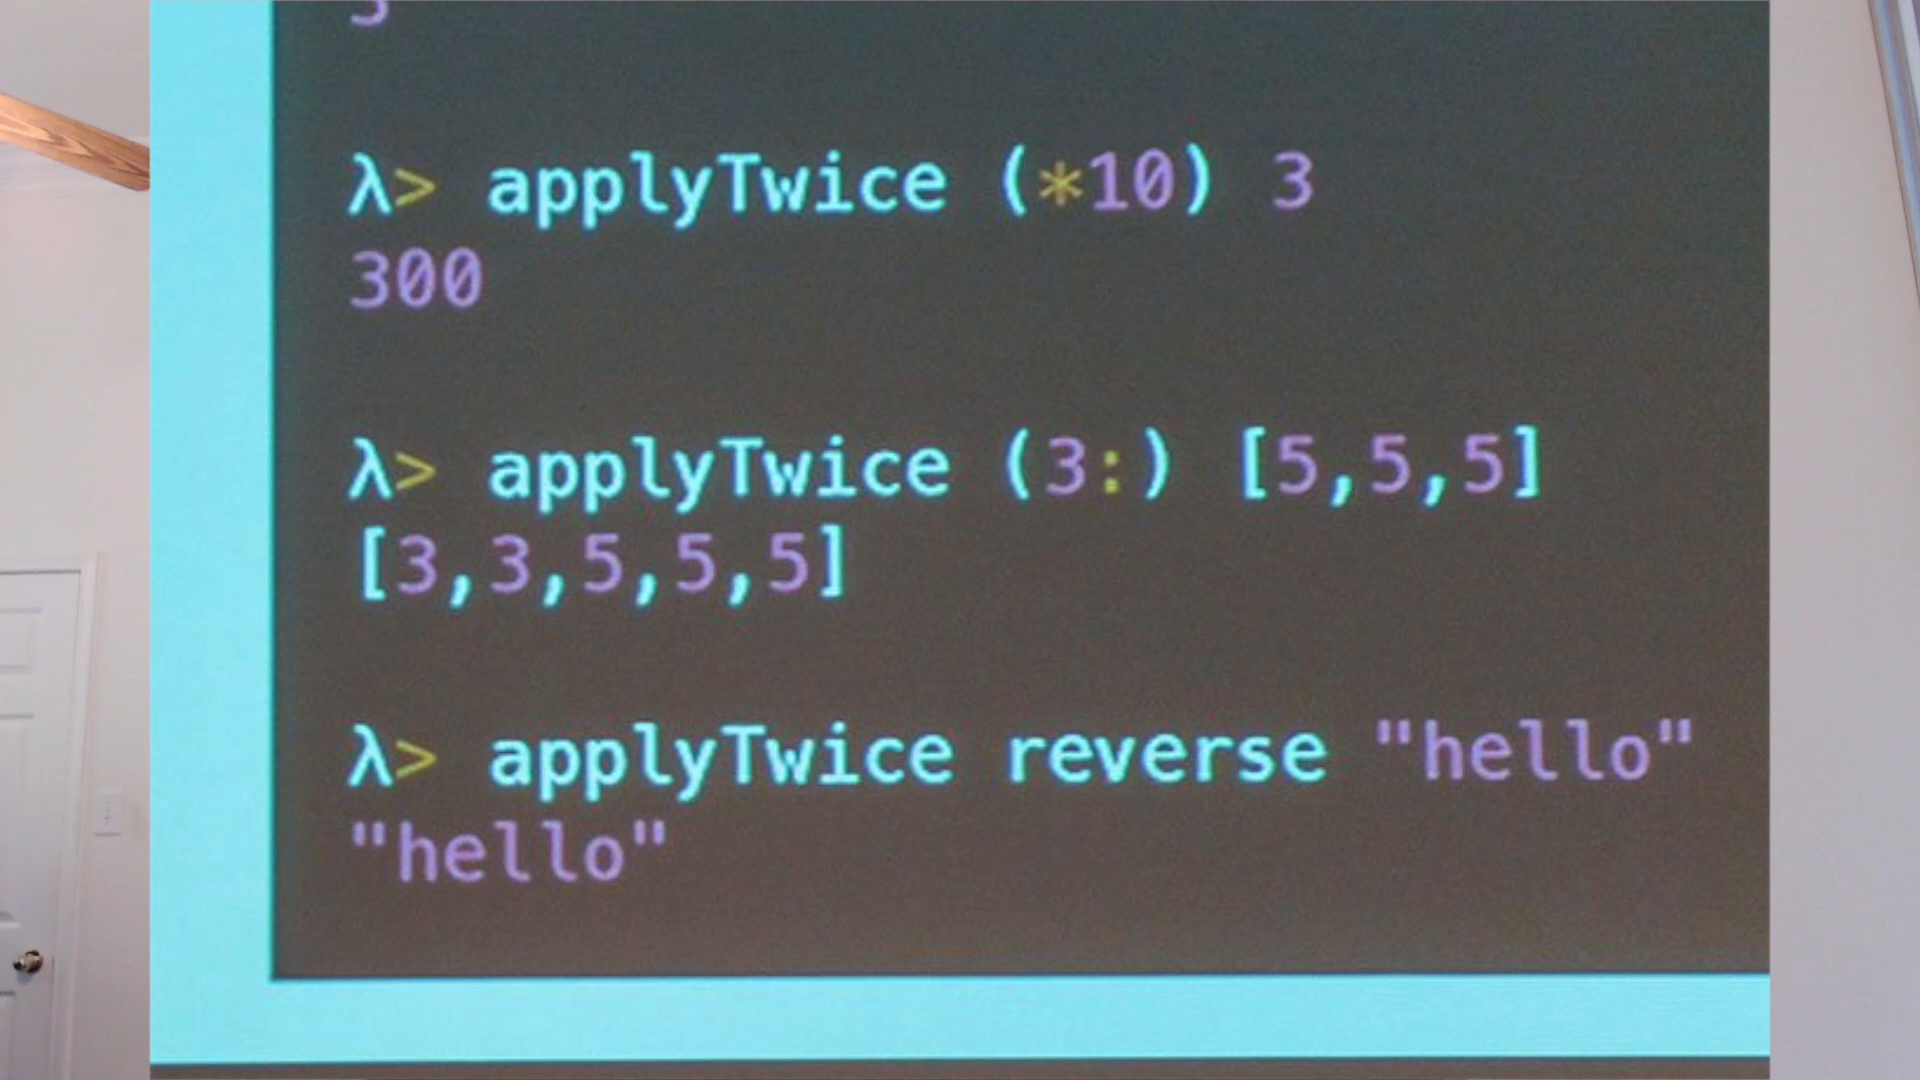 λ> applyTwice (*10) 3
300
λ> applyTwice (3:) [5,5,5]
[3,3,5,5,5]
λ> applyTwice reverse "hello"
"hello"